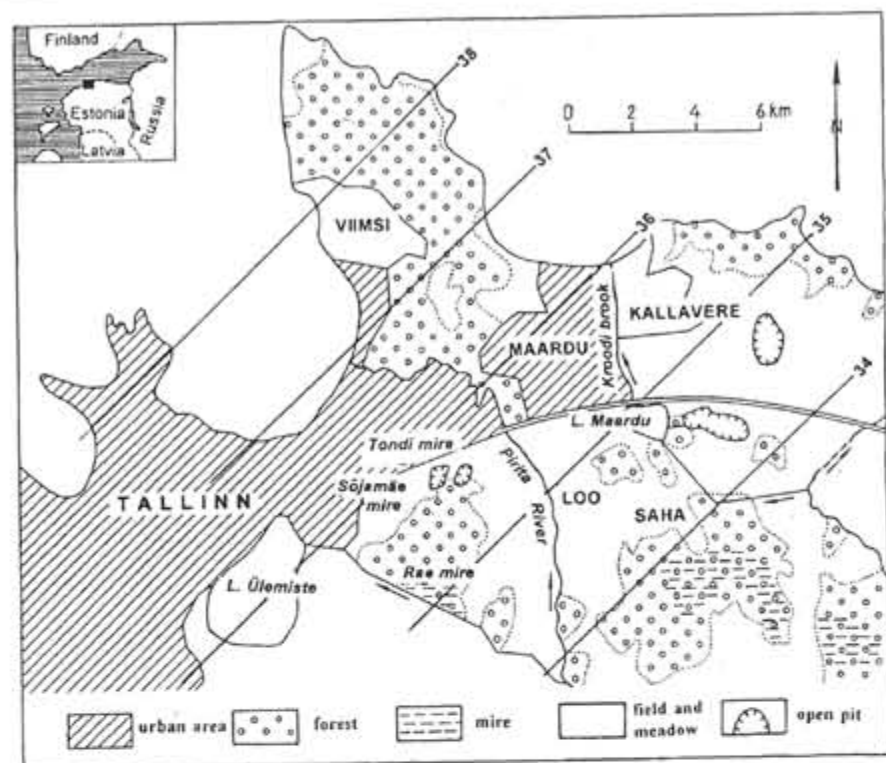 Finland
Estonia
Latvia
Russia
38
37
36
35
34
0 2 4 6 km
N
VIIMSI
KALLAVERE
MAARDU
Kroodi brook
L. Maardu
Tondi mire
Pirita
River
Sõjamäe
mire
TALLINN
LOO
SAHA
Rae mire
L. Ülemiste
urban area
forest
mire
field and
meadow
open pit